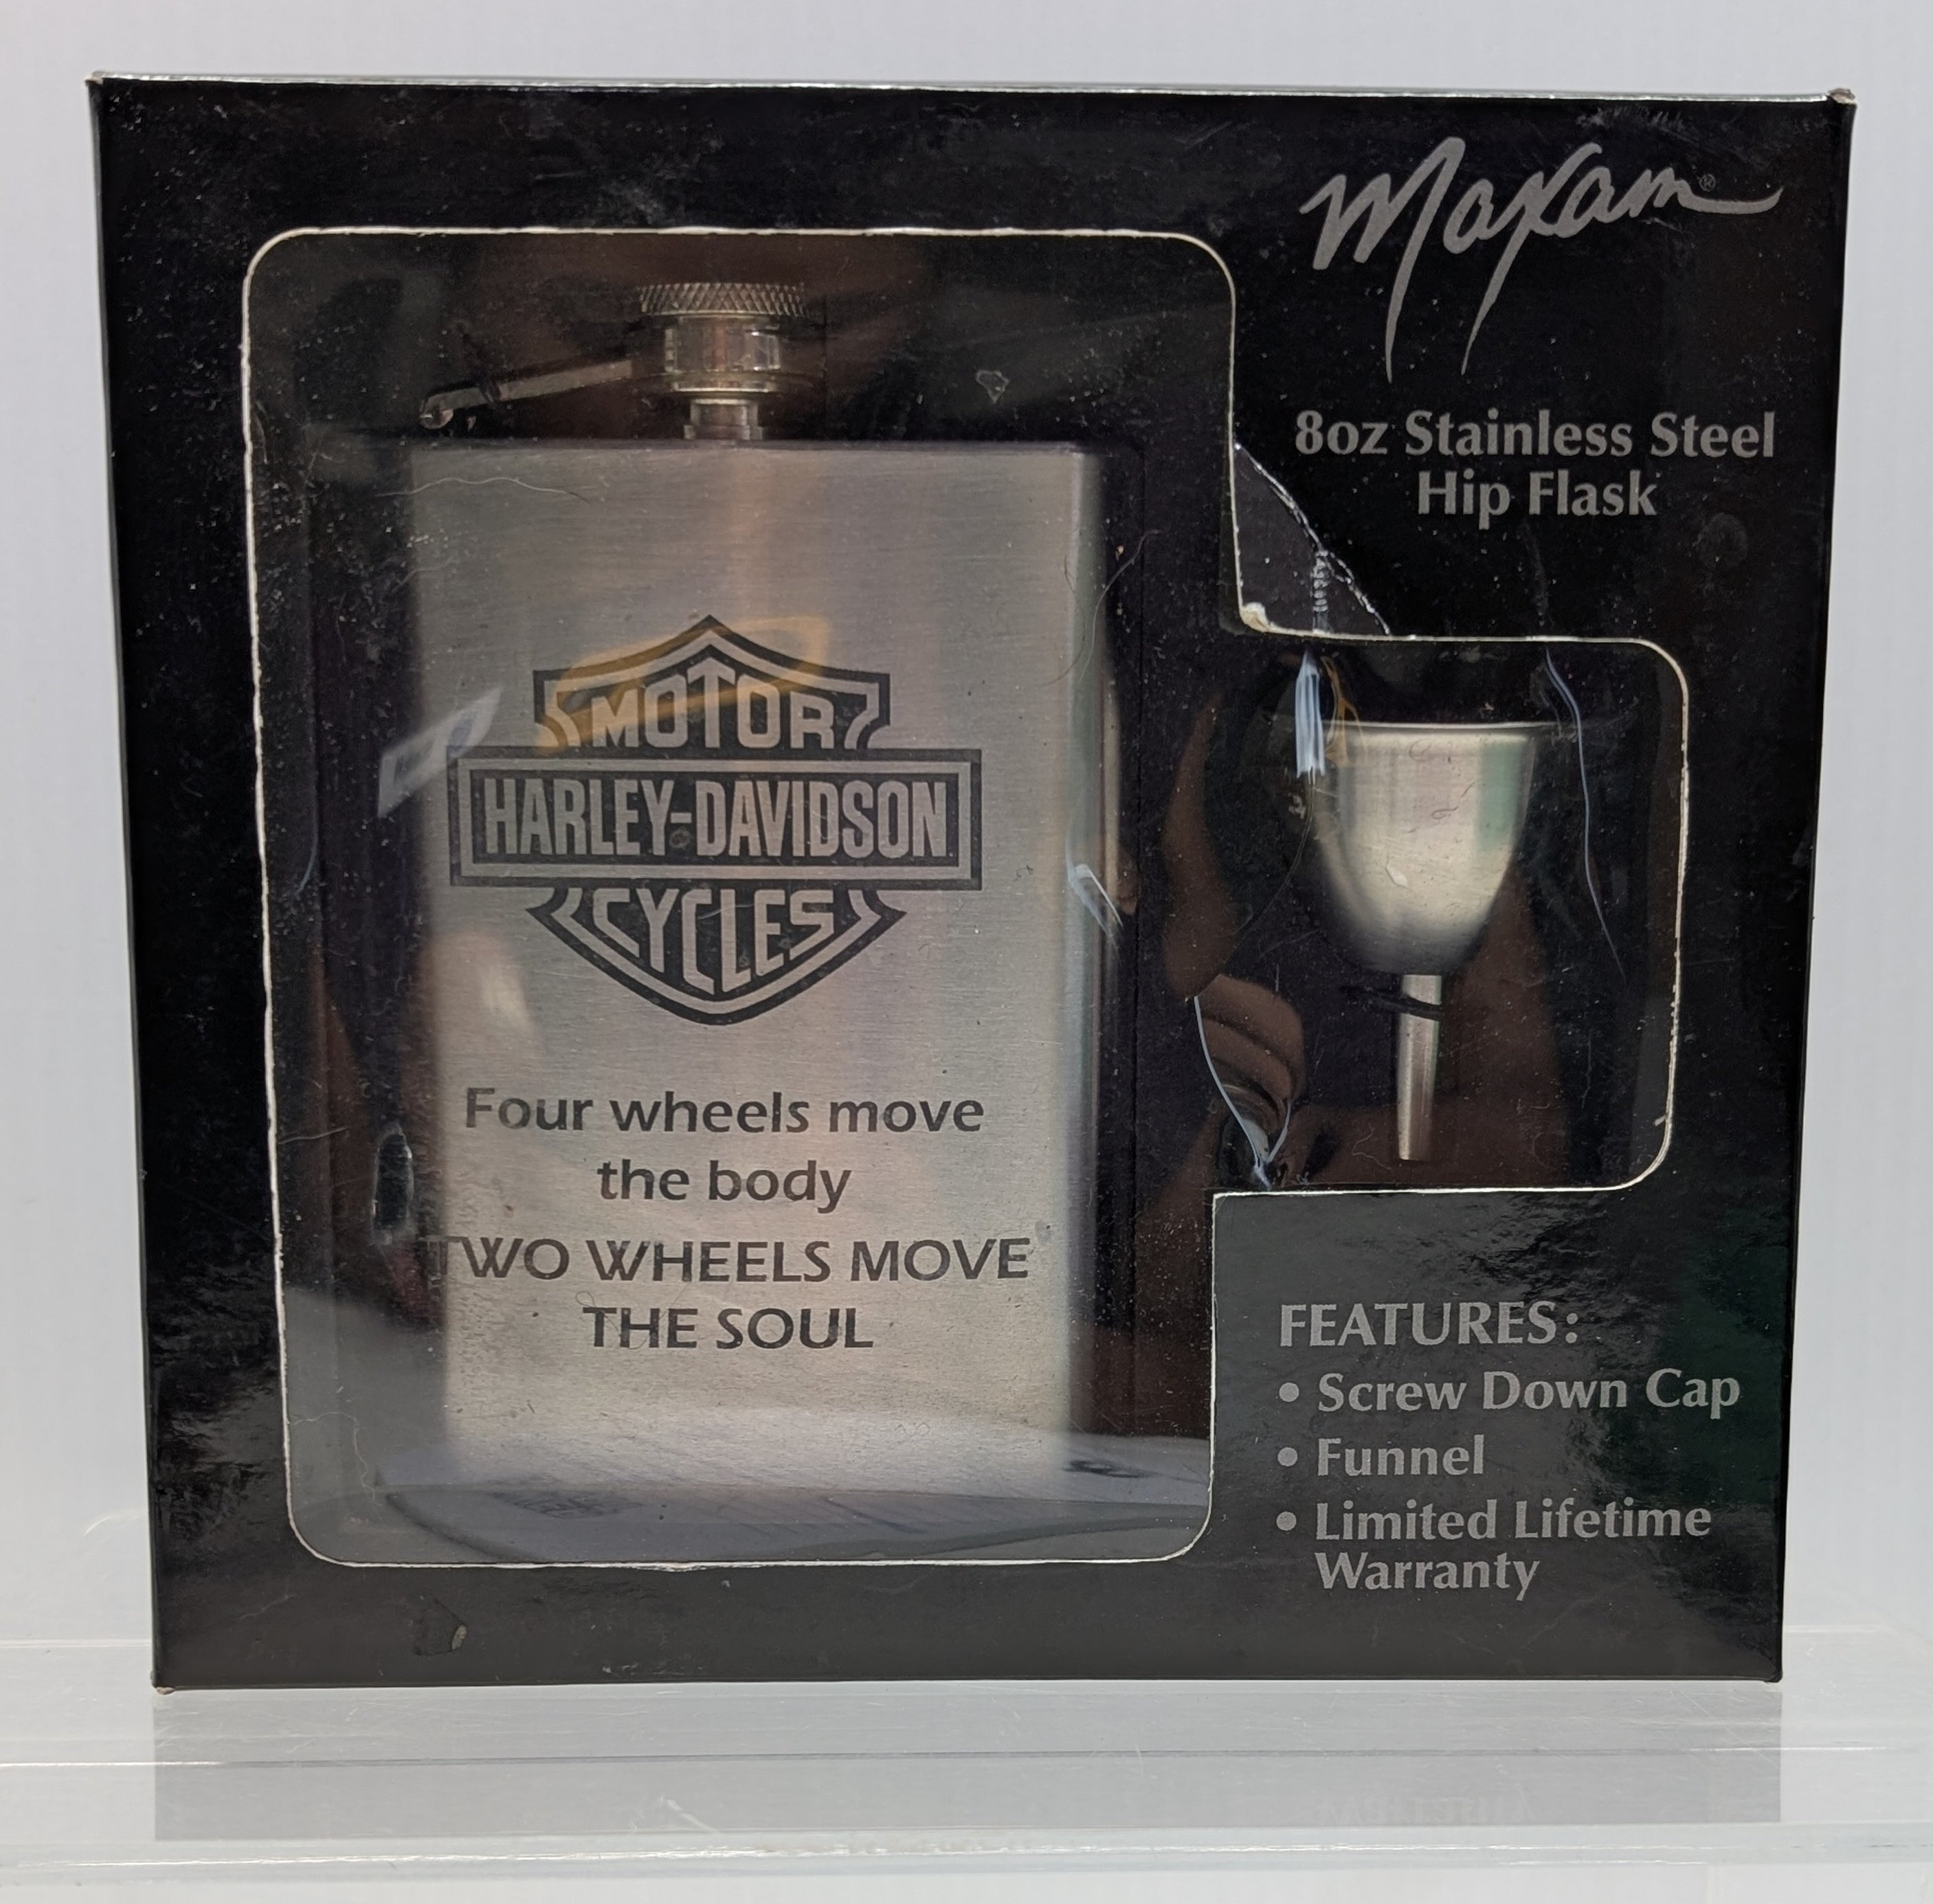 Maxam®
8oz Stainless Steel
Hip Flask
MOTOR
HARLEY-DAVIDSON
CYCLES
Four wheels move
the body
TWO WHEELS MOVE
THE SOUL
FEATURES:
• Screw Down Cap
• Funnel
• Limited Lifetime
Warranty